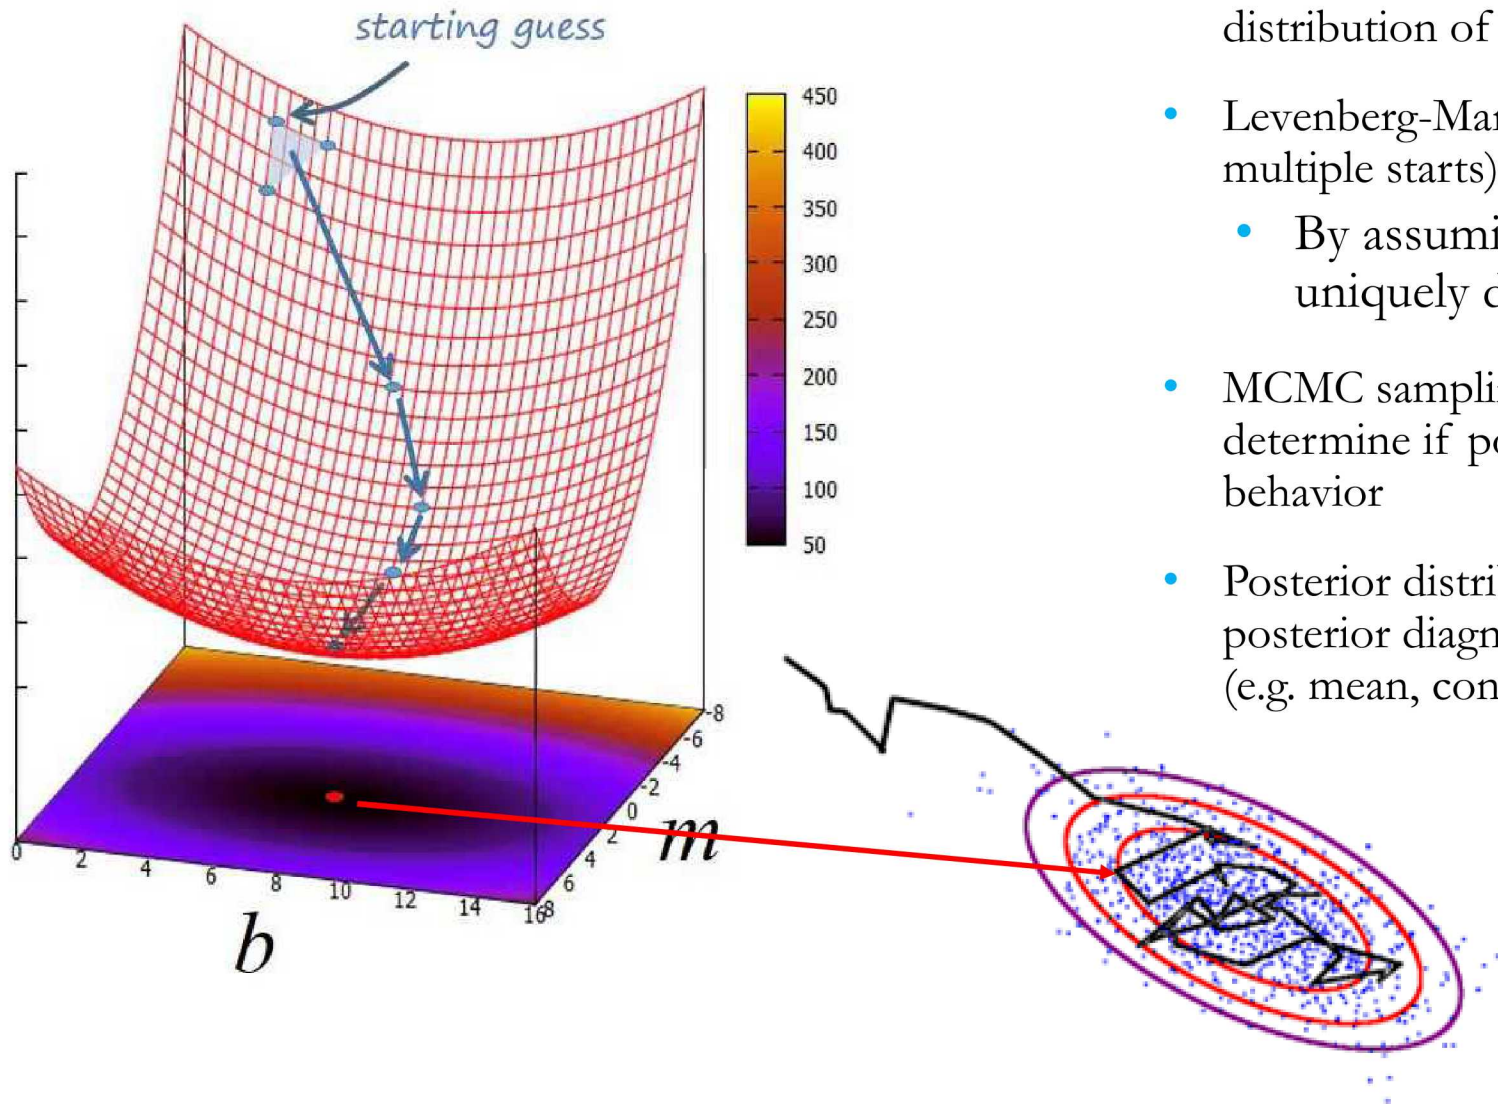 starting guess
450
400
350
300
250
200
150
100
50
-8
-6
-4
-2
0
2
4
6
8
m
0
2
4
6
8
10
12
14
16
b
distribution of
• Levenberg-Mar
multiple starts)
• By assumi
uniquely d
• MCMC sampli
determine if po
behavior
• Posterior distri
posterior diagn
(e.g. mean, con